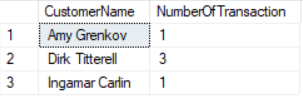 CustomerName NumberOfTransaction
1 Amy Grenkov 1
2 Dirk Titterell 3
3 Ingamar Carlin 1